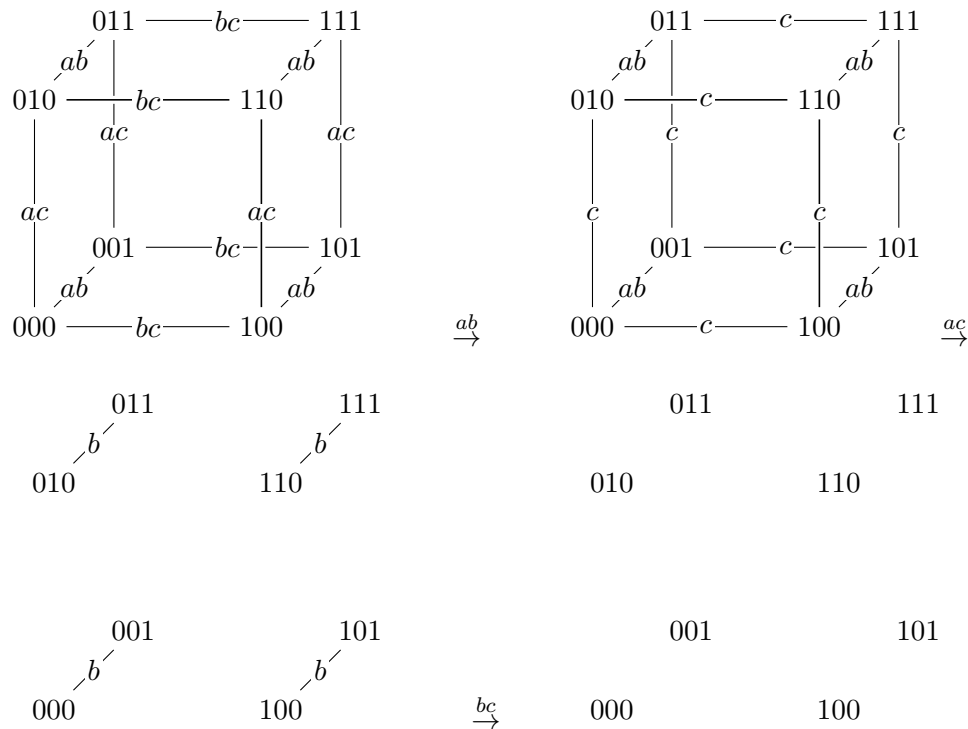 011 bc 111 011 c 111
ab ab ab ab
010 bc 110 010 c 110
ac ac c c
ac ac c c
001 bc 101 001 c 101
ab ab ab ab
000 bc 100 ab → 000 c 100 ac →
011 111 011 111
b b
010 110 010 110
001 101 001 101
b b
000 100 bc → 000 100